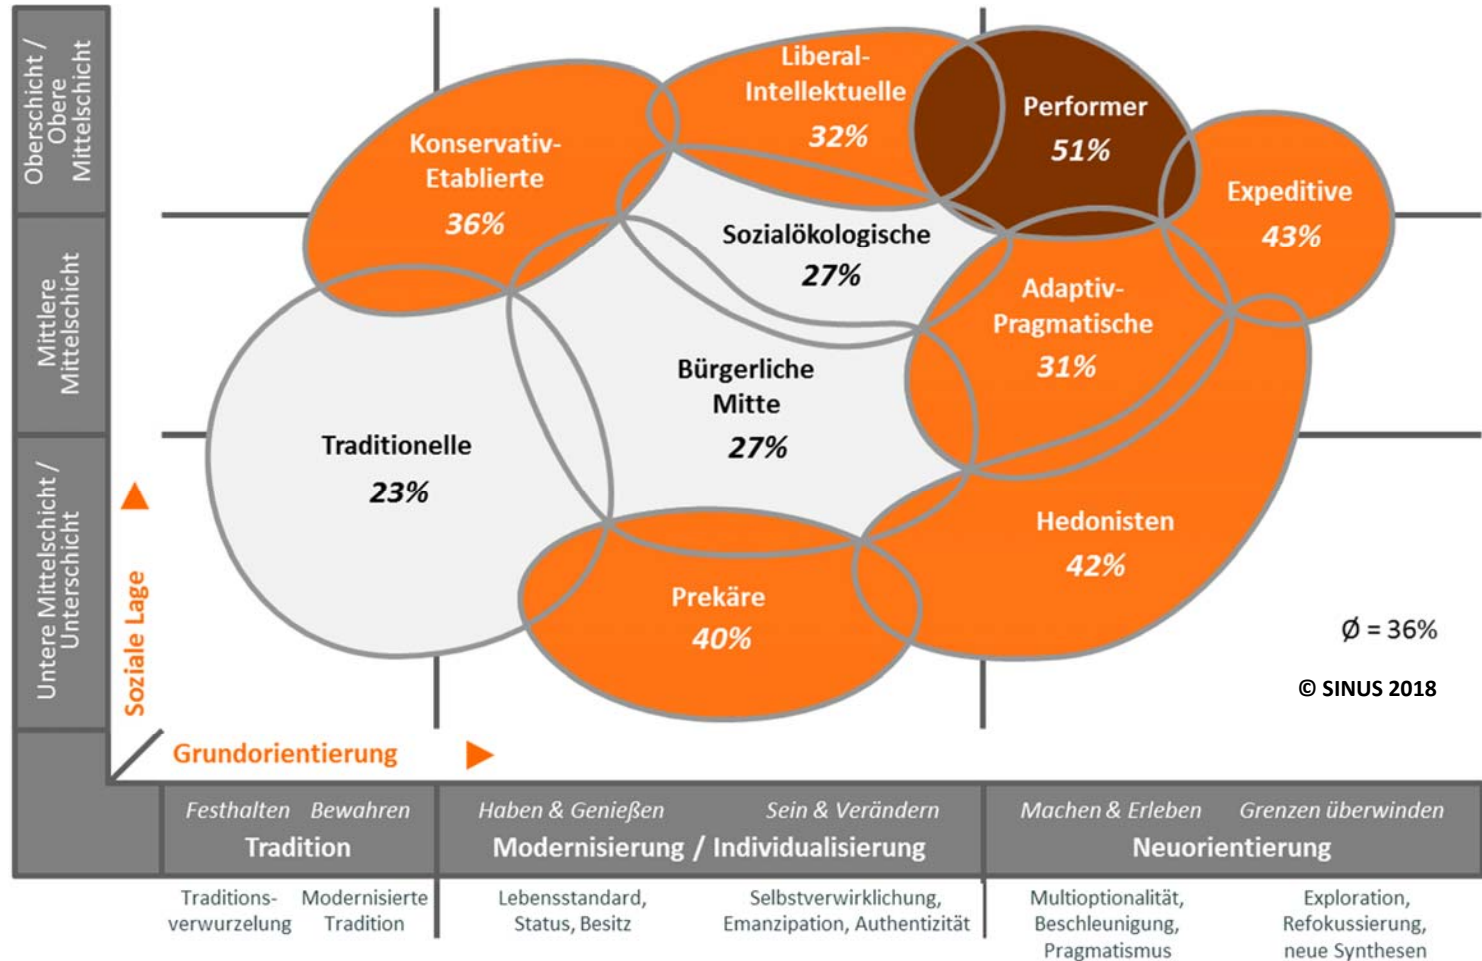 Oberschicht /
Obere
Mittelschicht
Mittlere
Mittelschicht
Untere Mittelschicht /
Unterschicht
Soziale Lage
Liberal-
Intellektuelle
32%
Performer
51%
Konservativ-
Etablierte
36%
Expeditive
43%
Sozialökologische
27%
Adaptiv-
Pragmatische
31%
Bürgerliche
Mitte
27%
Traditionelle
23%
Hedonisten
42%
Prekäre
40%
Ø = 36%
© SINUS 2018
Grundorientierung
Festhalten Bewahren
Tradition
Haben & Genießen Sein & Verändern
Modernisierung / Individualisierung
Machen & Erleben Grenzen überwinden
Neuorientierung
Traditions-
verwurzelung
Modernisierte
Tradition
Lebensstandard,
Status, Besitz
Selbstverwirklichung,
Emanzipation, Authentizität
Multioptionalität,
Beschleunigung,
Pragmatismus
Exploration,
Refokussierung,
neue Synthesen